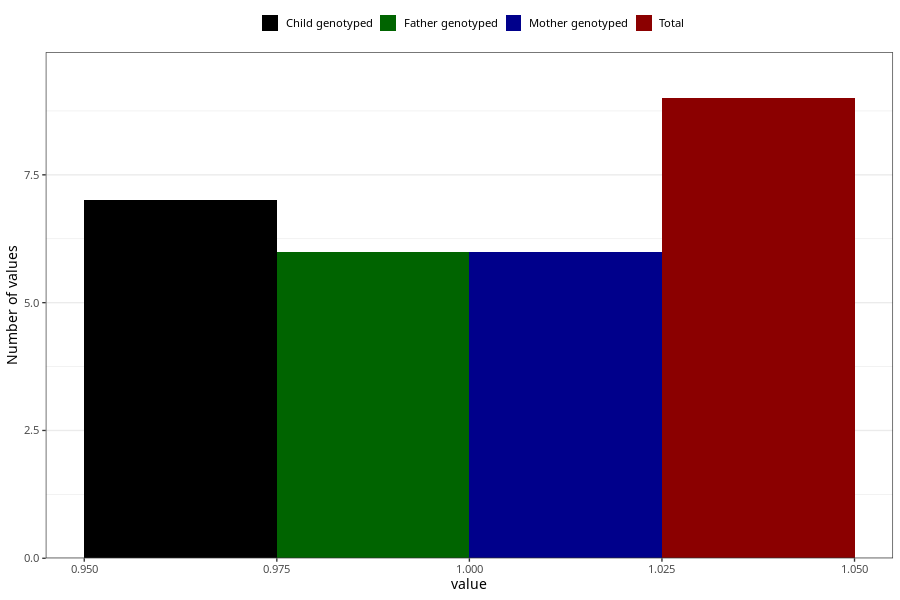 Child genotyped Father genotyped Mother genotyped Total
7.5
5.0
2.5
0.0
Number of values
0.950 0.975 1.000 1.025 1.050
value